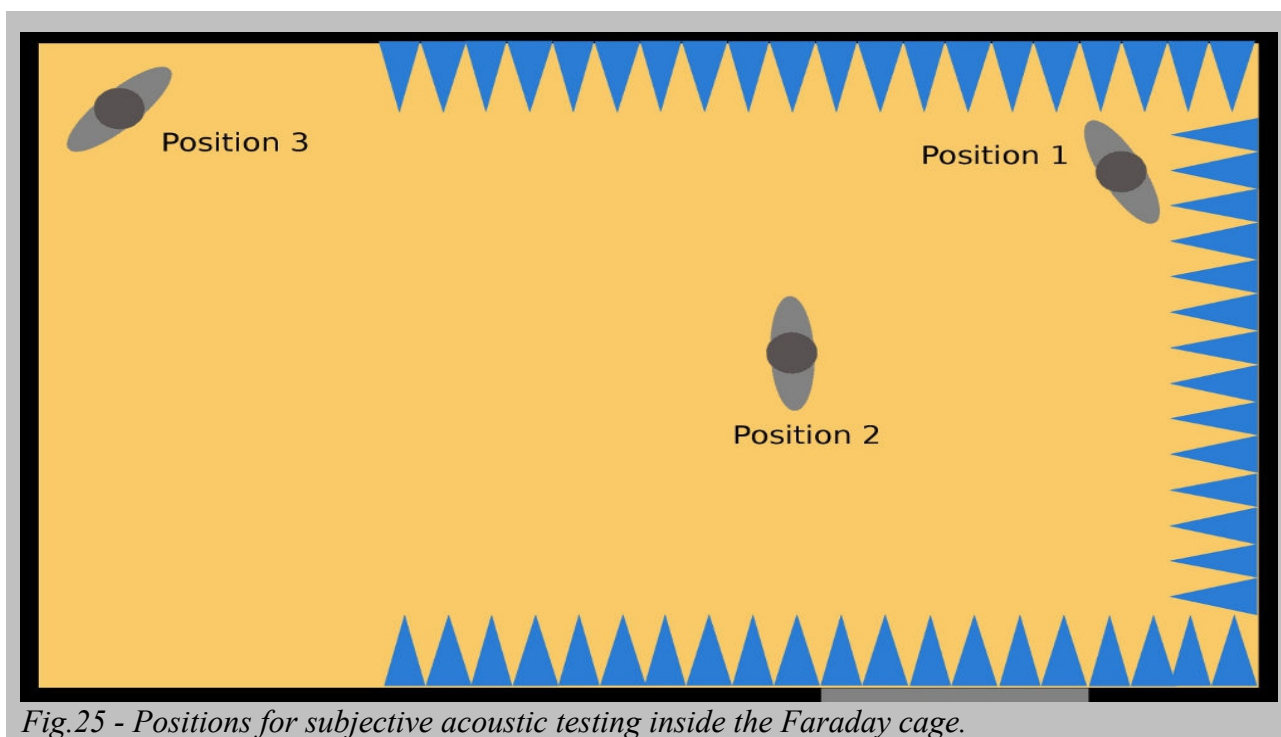 Position 3
Position 1
Position 2
Fig.25 - Positions for subjective acoustic testing inside the Faraday cage.